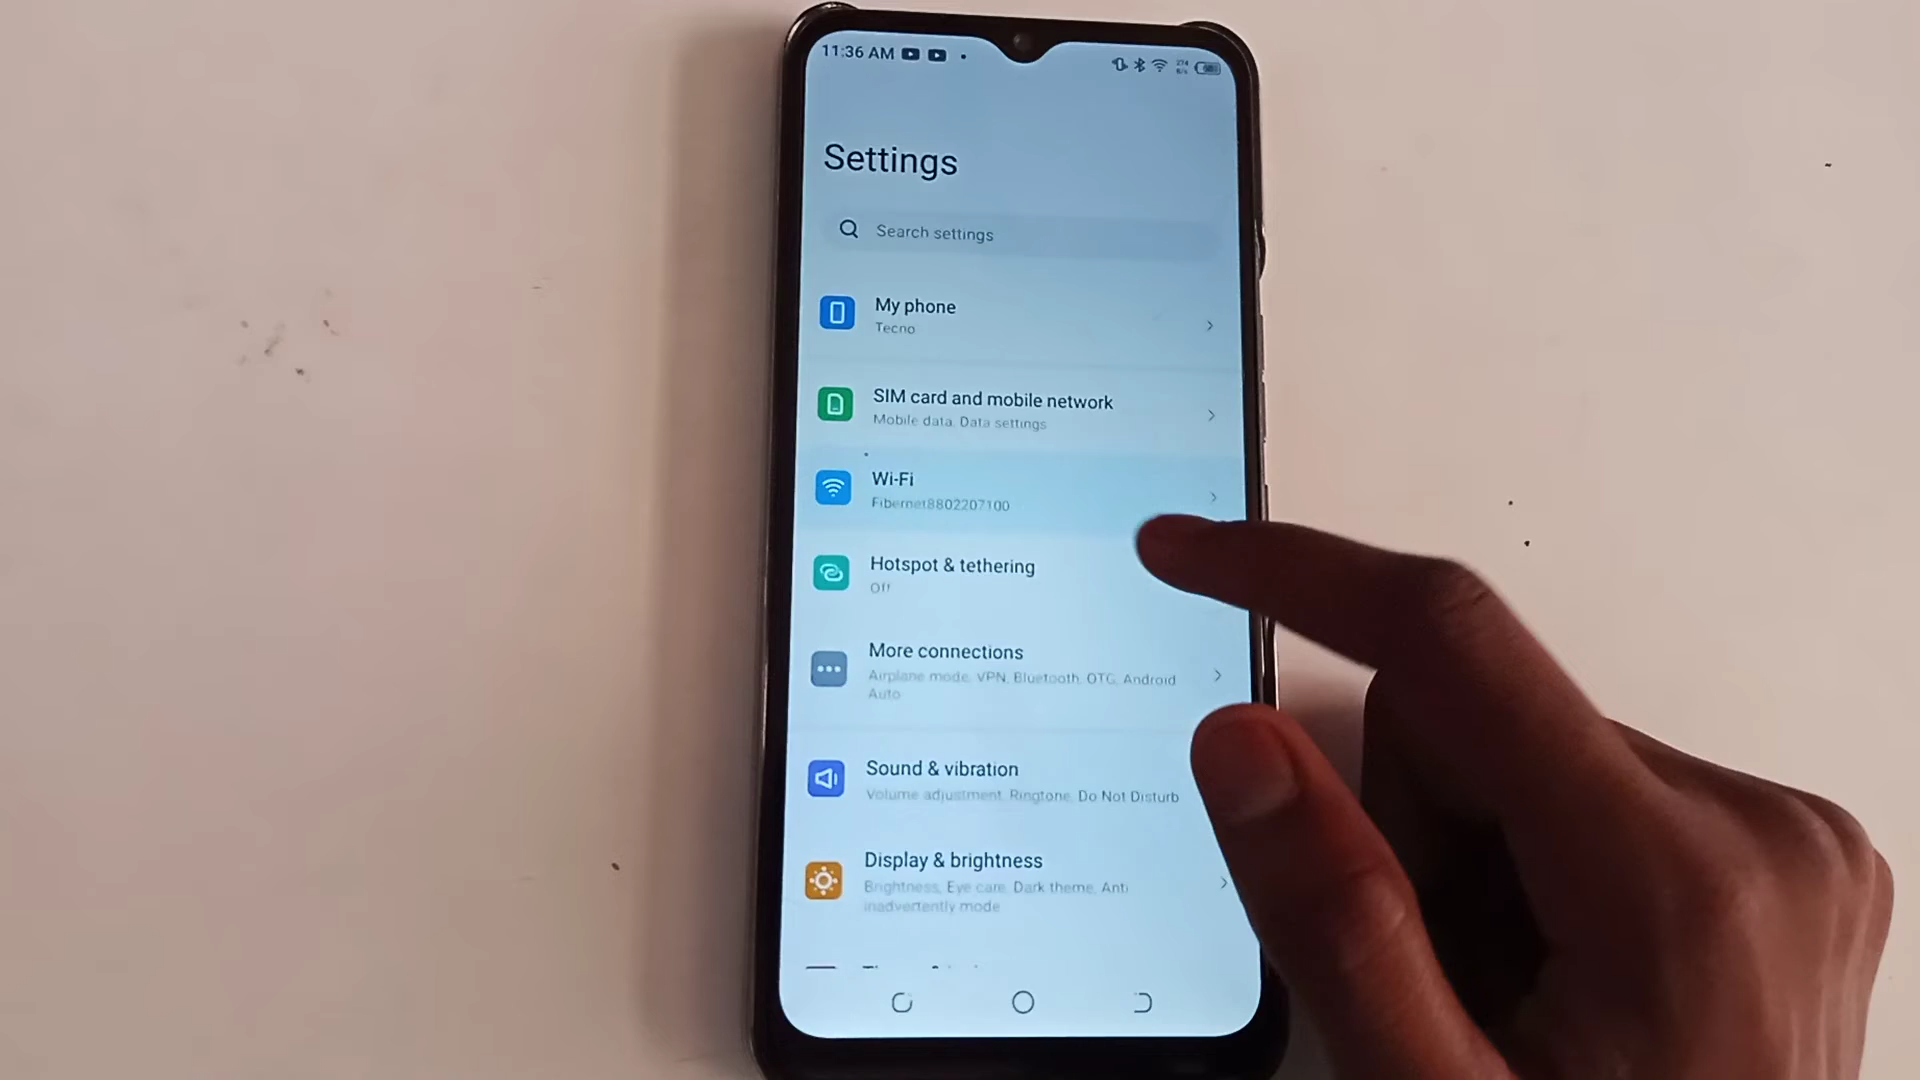 11:36 AM
274
B/s
Settings
Search settings
My phone
Tecno
SIM card and mobile network
Mobile data, Data settings
Wi-Fi
Fibernet8802207100
Hotspot & tethering
Off
More connections
Airplane mode, VPN, Bluetooth, OTG, Android
Auto
Sound & vibration
Volume adjustment, Ringtone, Do Not Disturb
Display & brightness
Brightness, Eye care, Dark theme, Anti
inadvertently mode